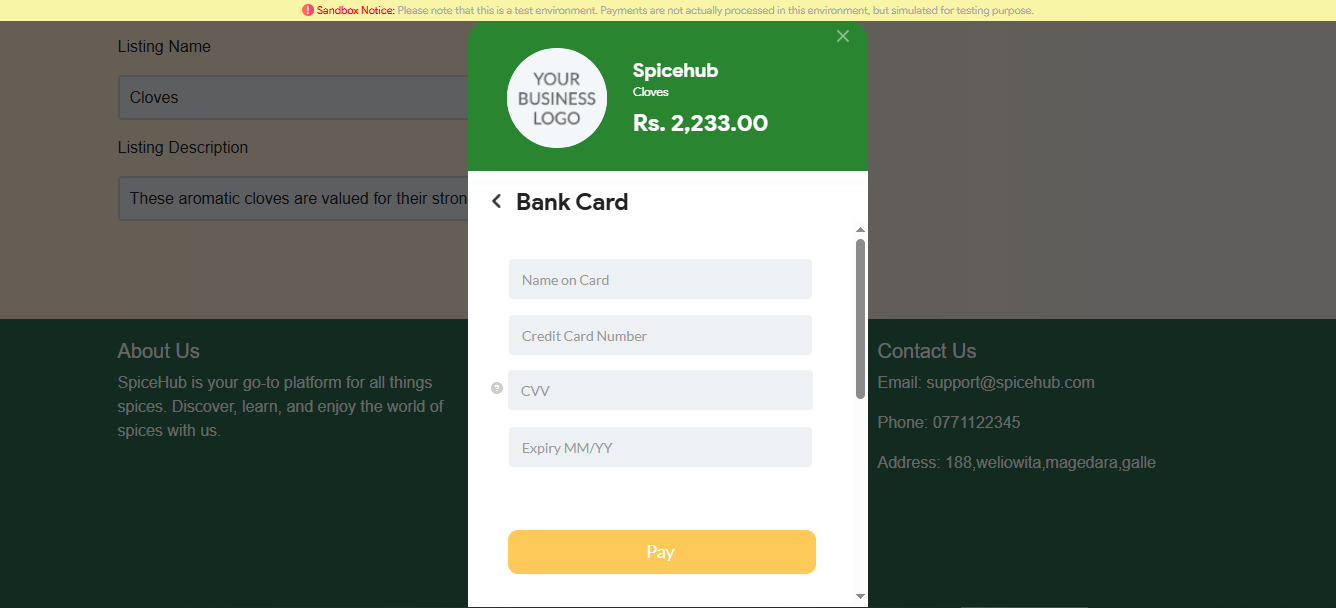 Sandbox Notice: Please note that this is a test environment. Payments are not actually processed in this environment, but simulated for testing purpose.
Listing Name
Cloves
Listing Description
These aromatic cloves are valued for their stron
YOUR
BUSINESS
LOGO
Spicehub
Cloves
Rs. 2,233.00
Bank Card
Name on Card
Credit Card Number
CVV
Expiry MM/YY
Pay
About Us
SpiceHub is your go-to platform for all things
spices. Discover, learn, and enjoy the world of
spices with us.
Contact Us
Email: support@spicehub.com
Phone: 0771122345
Address: 188,weliowita,magedara,galle